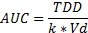 AUC = TDD / k * Vd